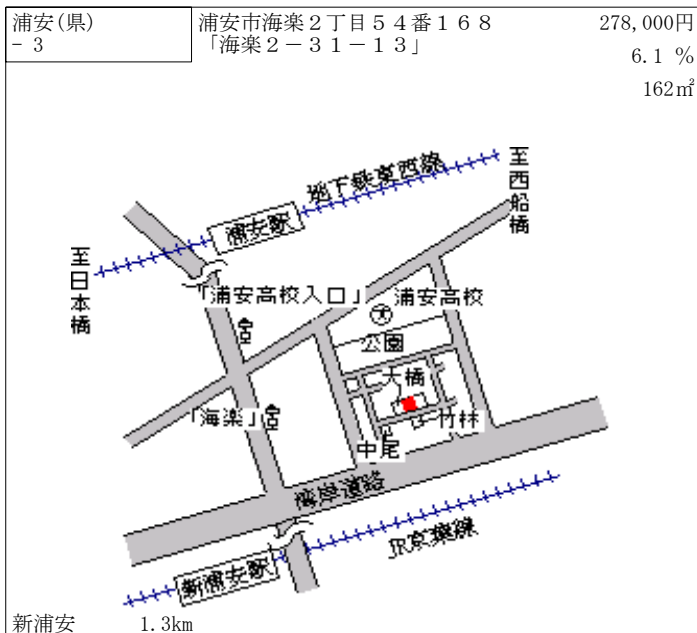 浦安(県)
- 3
浦安市海楽２丁目５４番１６８
「海楽２－３１－１３」
278,000円
6.1 %
162㎡
地下鉄東西線
至西船橋
浦安駅
至日本橋
「浦安高校入口」
浦安高校
公園
大橋
「海楽」
竹林
中尾
湾岸道路
JR京葉線
新浦安駅
新浦安
1.3km